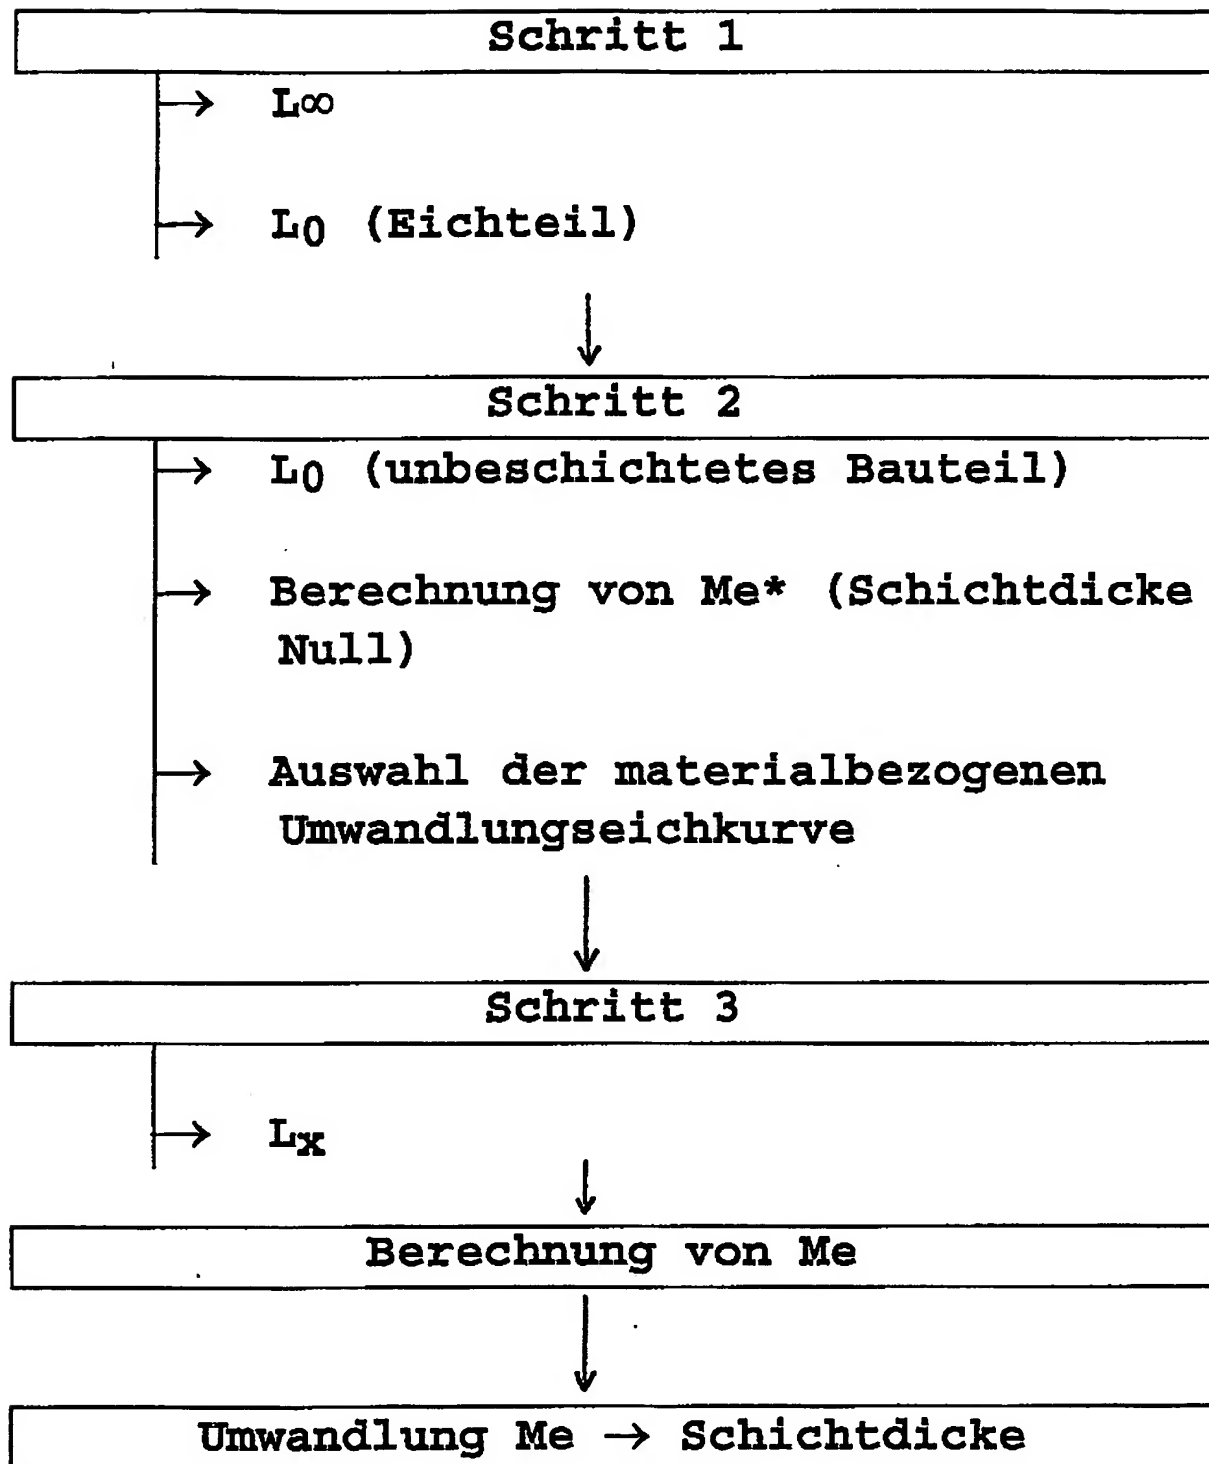 Schritt 1
→ L∞
→ L0 (Eichteil)
Schritt 2
→ L0 (unbeschichtetes Bauteil)
→ Berechnung von Me* (Schichtdicke
Null)
→ Auswahl der materialbezogenen
Umwandlungseichkurve
Schritt 3
→ Lx
Berechnung von Me
Umwandlung Me → Schichtdicke